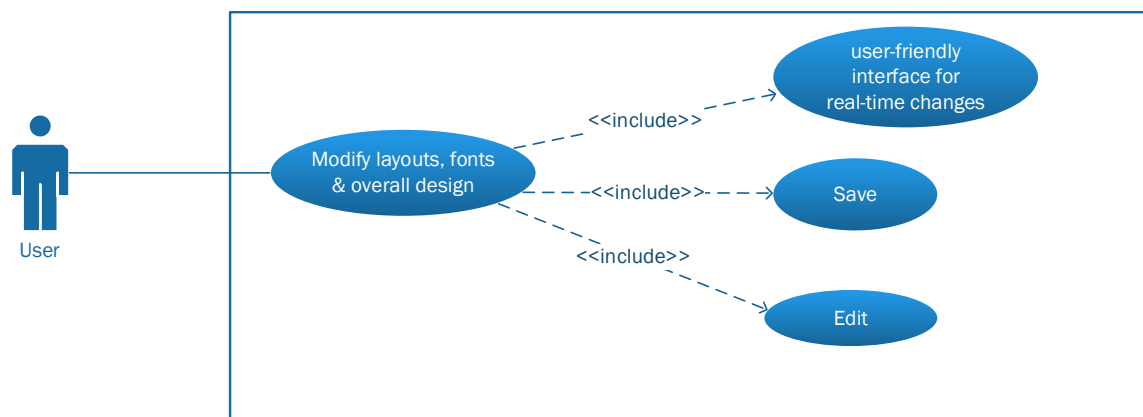 user-friendly
interface for
real-time changes
<<include>>
Modify layouts, fonts
& overall design
<<include>>
Save
User
<<include>>
Edit